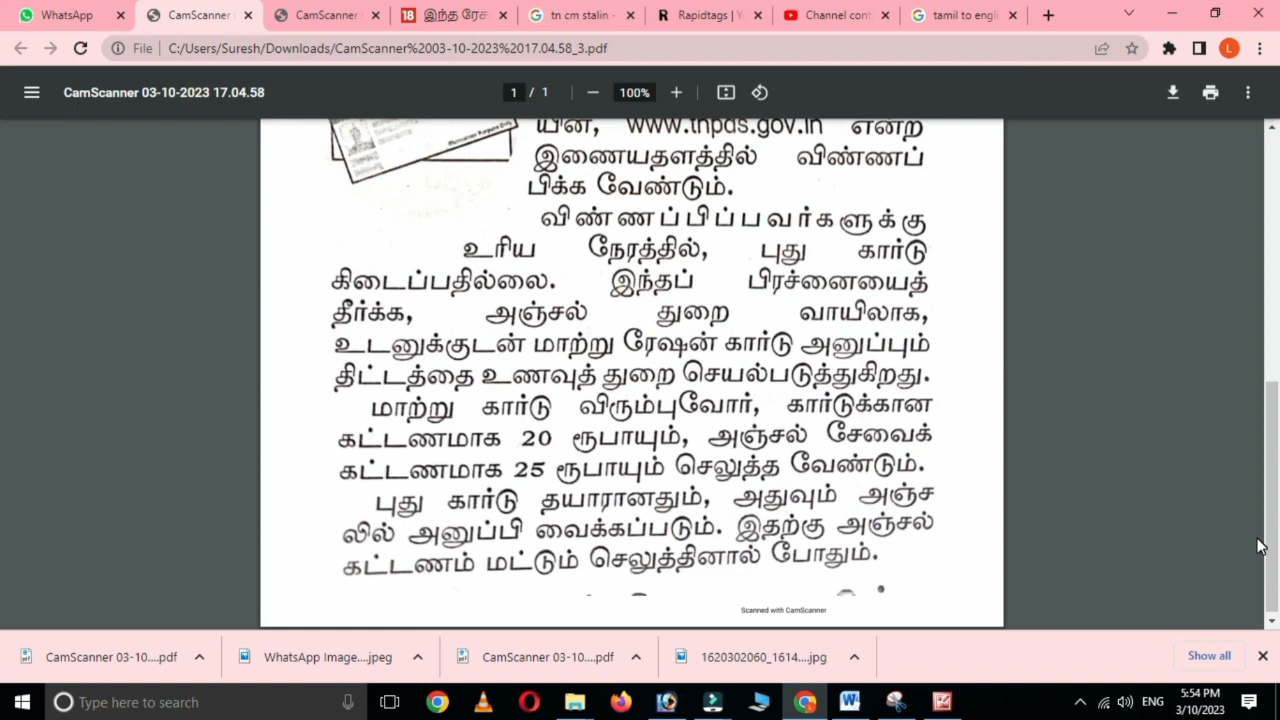 WhatsApp
CamScanner
CamScanner
இந்த ரேச
tn cm stalin -
Rapidtags | Yo
Channel cont
tamil to engli
File C:/Users/Suresh/Downloads/CamScanner%2003-10-2023%2017.04.58_3.pdf
L
CamScanner 03-10-2023 17.04.58
1 / 1
100%
யின், www.tnpds.gov.in என்ற
இணையதளத்தில் விண்ணப்
பிக்க வேண்டும்.
விண்ணப்பிப்பவர்களுக்கு
உரிய நேரத்தில், புது கார்டு
கிடைப்பதில்லை. இந்தப் பிரச்னையைத்
தீர்க்க, அஞ்சல் துறை வாயிலாக,
உடனுக்குடன் மாற்று ரேஷன் கார்டு அனுப்பும்
திட்டத்தை உணவுத் துறை செயல்படுத்துகிறது.
மாற்று கார்டு விரும்புவோர், கார்டுக்கான
கட்டணமாக 20 ரூபாயும், அஞ்சல் சேவைக்
கட்டணமாக 25 ரூபாயும் செலுத்த வேண்டும்.
புது கார்டு தயாரானதும், அதுவும் அஞ்ச
லில் அனுப்பி வைக்கப்படும். இதற்கு அஞ்சல்
கட்டணம் மட்டும் செலுத்தினால் போதும்.
Scanned with CamScanner
CamScanner 03-10....pdf
WhatsApp Image....jpeg
CamScanner 03-10....pdf
1620302060_1614....jpg
Show all
Type here to search
ENG
5:54 PM
3/10/2023